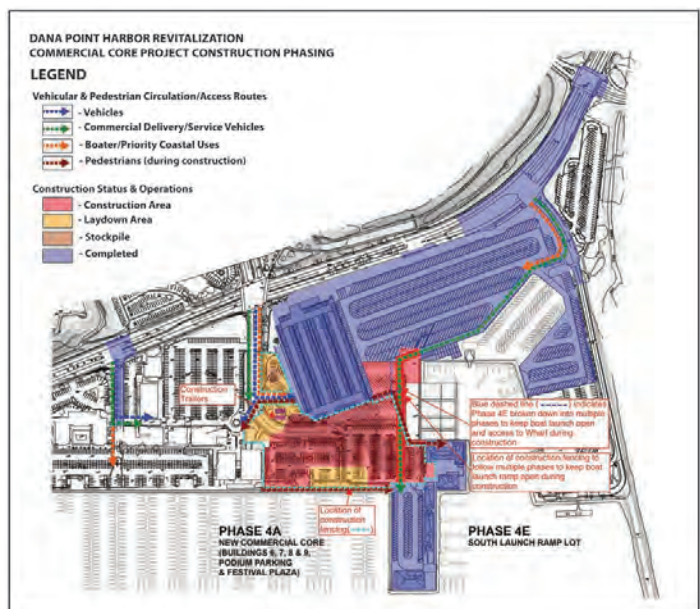 DANA POINT HARBOR REVITALIZATION
COMMERCIAL CORE PROJECT CONSTRUCTION PHASING
LEGEND
Vehicular & Pedestrian Circulation/Access Routes
- Vehicles
- Commercial Delivery/Service Vehicles
- Boater/Priority Coastal Uses
- Pedestrians (during construction)
Construction Status & Operations
- Construction Area
- Laydown Area
- Stockpile
- Completed
Construction
Trailers
Blue dashed line ( ) indicates
Phase 4E broken down into multiple
phases to keep boat launch open
and access to Wharf during
construction
Location of construction fencing to
follow multiple phases to keep boat
launch ramp open during
construction
Location of
construction
fencing( )
PHASE 4A
NEW COMMERCIAL CORE
(BUILDINGS 6, 7, 8 & 9,
PODIUM PARKING
& FESTIVAL PLAZA)
PHASE 4E
SOUTH LAUNCH RAMP LOT